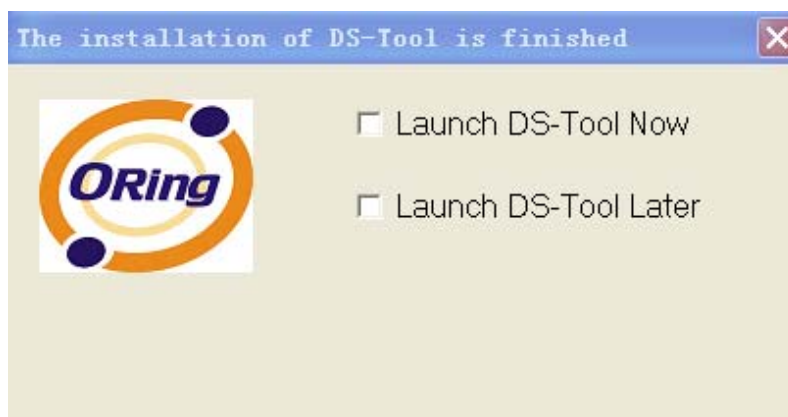 The installation of DS-Tool is finished
ORing
Launch DS-Tool Now
Launch DS-Tool Later